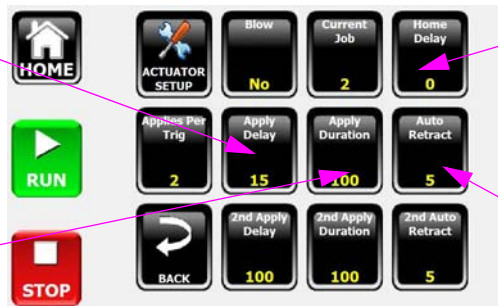 HOME
ACTUATOR
SETUP
Blow
No
Current
Job
2
Home
Delay
0
RUN
Applies Per
Trig
2
Apply
Delay
15
Apply
Duration
100
Auto
Retract
5
STOP
BACK
2nd Apply
Delay
100
2nd Apply
Duration
100
2nd Auto
Retract
5